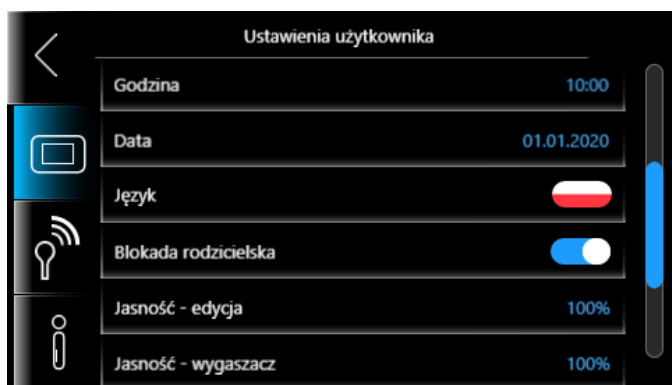 Ustawienia użytkownika
Godzina 10:00
Data 01.01.2020
Język
Blokada rodzicielska
Jasność - edycja 100%
Jasność - wygaszacz 100%